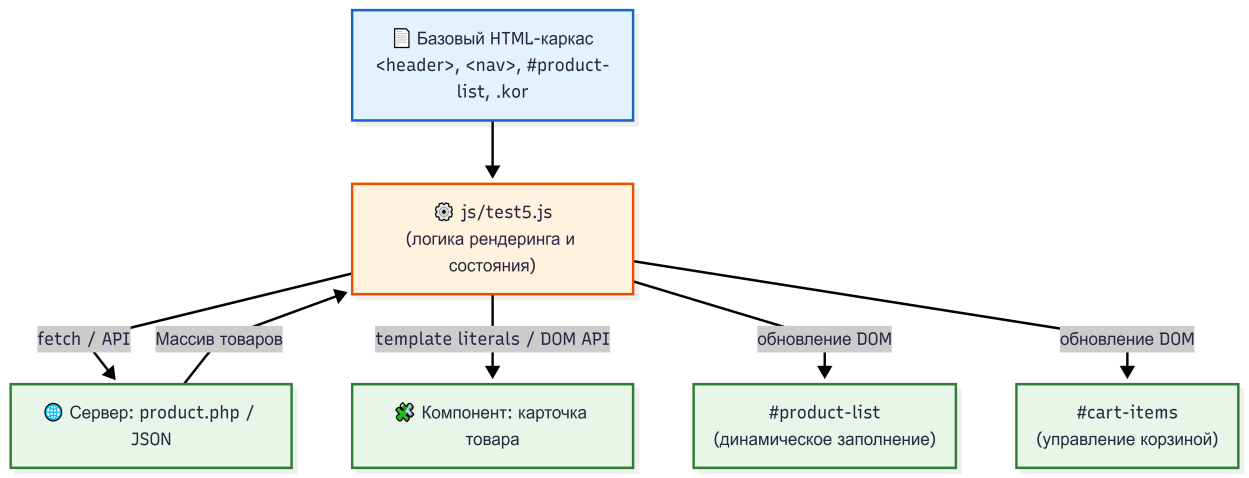 📄 Базовый HTML-каркас
<header>, <nav>, #product-
list, .kor
⚙️ js/test5.js
(логика рендеринга и
состояния)
fetch / API
Массив товаров
template literals / DOM API
обновление DOM
обновление DOM
🌐 Сервер: product.php /
JSON
🧩 Компонент: карточка
товара
#product-list
(динамическое заполнение)
#cart-items
(управление корзиной)